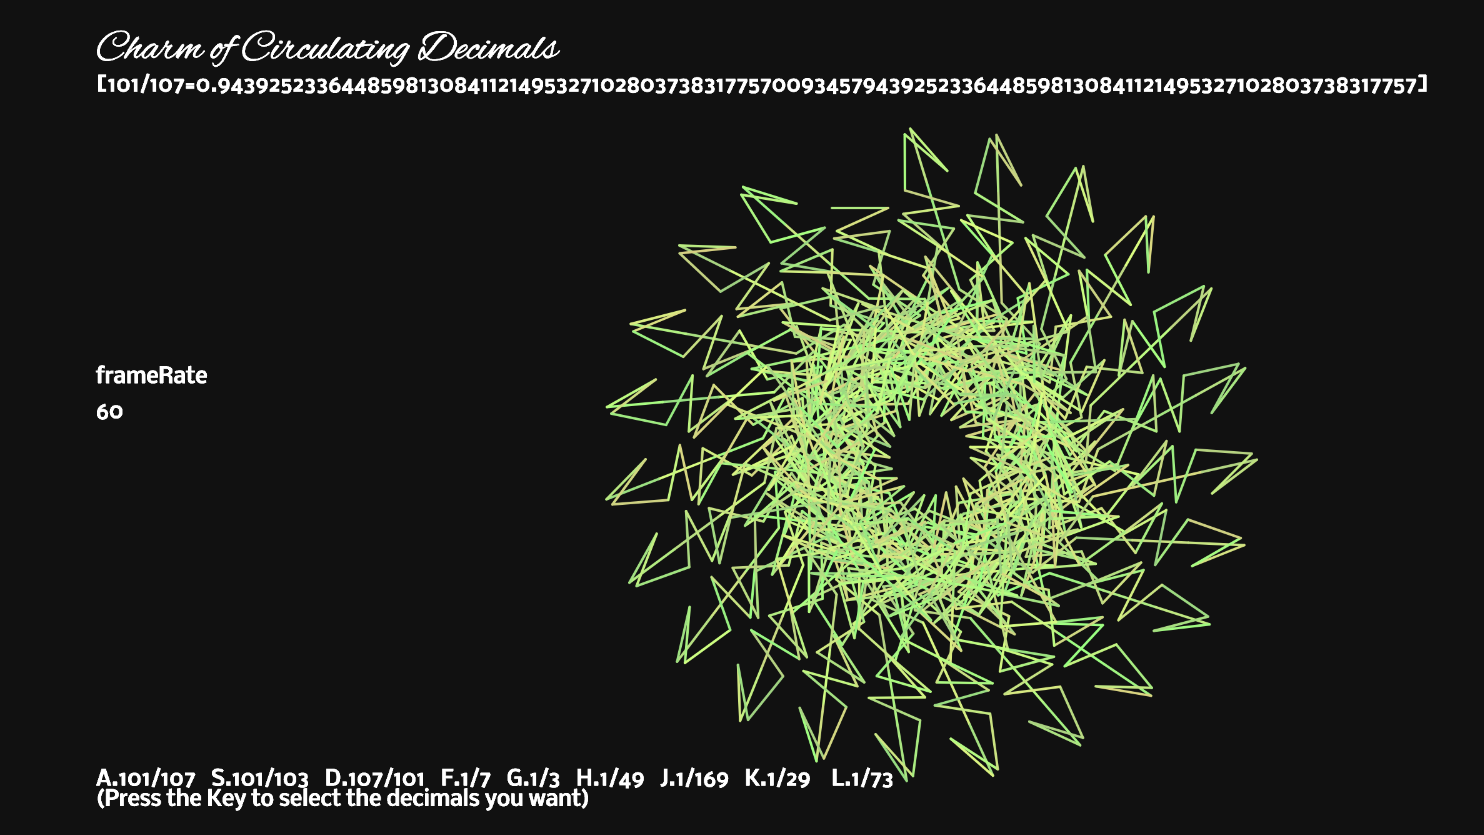 Charm of Circulating Decimals
[101/107=0.943925233644859813084112149532710280373831775700934579439252336448598130841121495327102803738317757]
frameRate
60
A.101/107 S.101/103 D.107/101 F.1/7 G.1/3 H.1/49 J.1/169 K.1/29 L.1/73
(Press the Key to select the decimals you want)